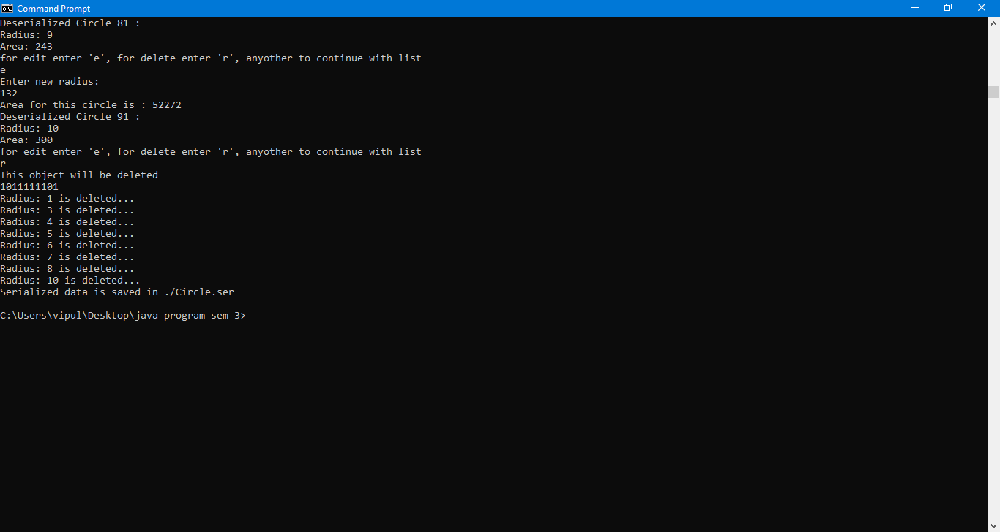 Command Prompt
Deserialized Circle 81 :
Radius: 9
Area: 243
for edit enter 'e', for delete enter 'r', anyother to continue with list
e
Enter new radius:
132
Area for this circle is : 52272
Deserialized Circle 91 :
Radius: 10
Area: 300
for edit enter 'e', for delete enter 'r', anyother to continue with list
r
This object will be deleted
1011111101
Radius: 1 is deleted...
Radius: 3 is deleted...
Radius: 4 is deleted...
Radius: 5 is deleted...
Radius: 6 is deleted...
Radius: 7 is deleted...
Radius: 8 is deleted...
Radius: 10 is deleted...
Serialized data is saved in ./Circle.ser
C:\Users\vipul\Desktop\java program sem 3>